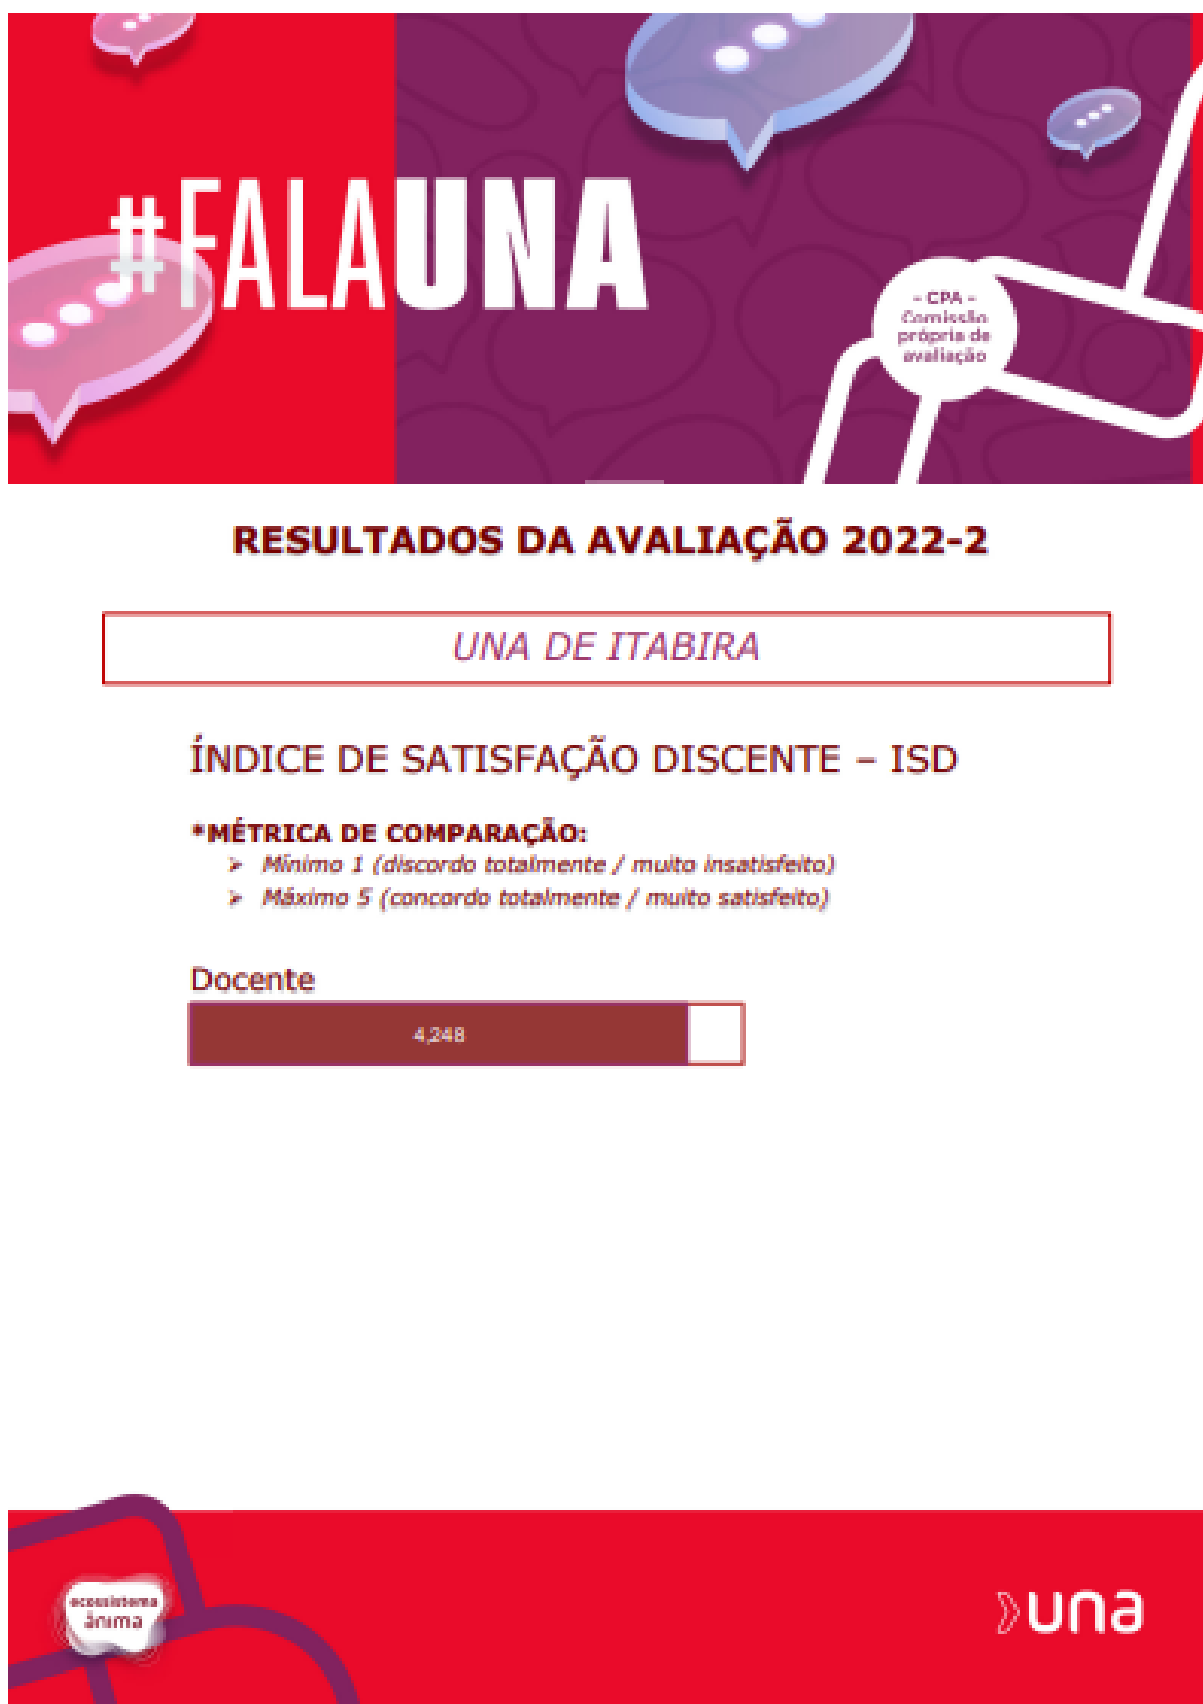 #FALAUNA
- CPA -
Comissão
própria de
avaliação
RESULTADOS DA AVALIAÇÃO 2022-2
UNA DE ITABIRA
ÍNDICE DE SATISFAÇÃO DISCENTE – ISD
*MÉTRICA DE COMPARAÇÃO:
➢ Mínimo 1 (discordo totalmente / muito insatisfeito)
➢ Máximo 5 (concordo totalmente / muito satisfeito)
Docente
4,248
ecossistema
ânima
una